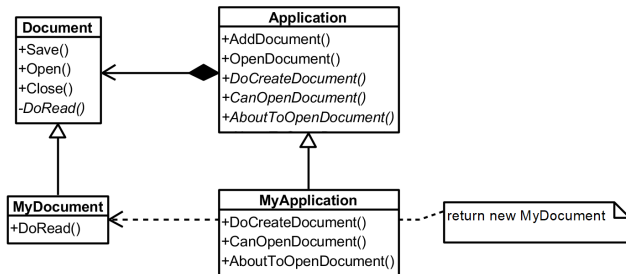 Document
+Save()
+Open()
+Close()
-DoRead()
Application
+AddDocument()
+OpenDocument()
+DoCreateDocument()
+CanOpenDocument()
+AboutToOpenDocument()
MyDocument
+DoRead()
MyApplication
+DoCreateDocument()
+CanOpenDocument()
+AboutToOpenDocument()
return new MyDocument